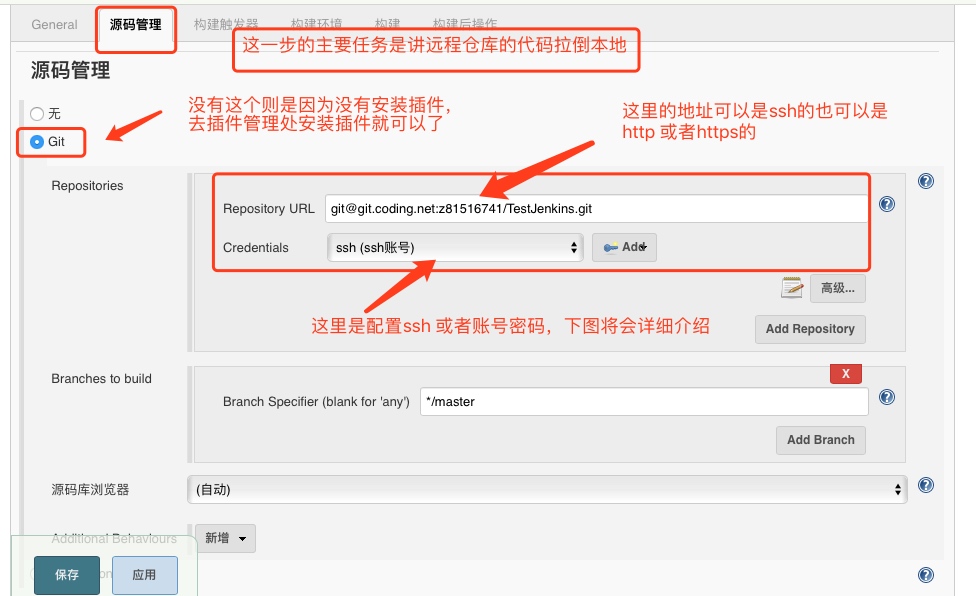 General 源码管理 构建触发器 构建环境 构建 构建后操作
这一步的主要任务是讲远程仓库的代码拉倒本地
源码管理
无
没有这个则是因为没有安装插件，
去插件管理处安装插件就可以了
这里的地址可以是ssh的也可以是
http 或者https的
Git
Repositories
Repository URL git@git.coding.net:z81516741/TestJenkins.git
Credentials ssh (ssh账号) Add
高级...
这里是配置ssh 或者账号密码，下图将会详细介绍
Add Repository
Branches to build
X
Branch Specifier (blank for 'any') */master
Add Branch
源码库浏览器 (自动)
Additional Behaviours 新增
保存 应用